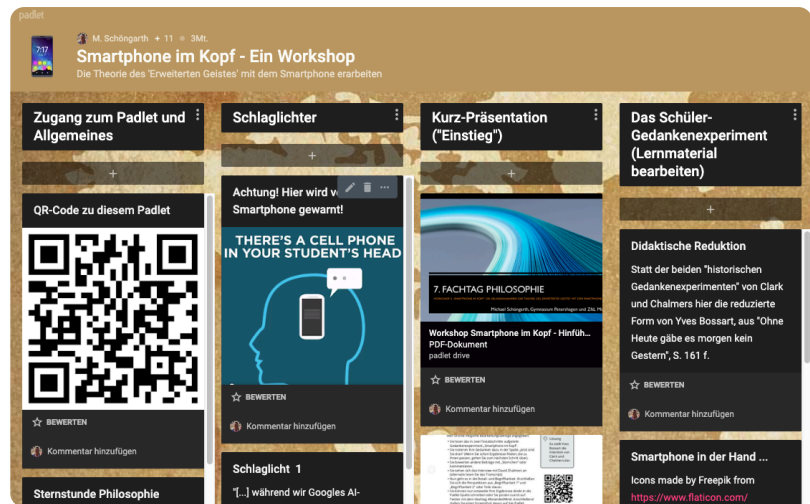 padlet
M. Schöngarth + 11 3Mt.
Smartphone im Kopf - Ein Workshop
Die Theorie des 'Erweiterten Geistes' mit dem Smartphone erarbeiten
7:17
Zugang zum Padlet und
Allgemeines
+
QR-Code zu diesem Padlet
BEWERTEN
Kommentar hinzufügen
Sternstunde Philosophie
Schlaglichter
+
Achtung! Hier wird
Smartphone gewarnt!
THERE'S A CELL PHONE
IN YOUR STUDENT'S HEAD
BEWERTEN
Kommentar hinzufügen
Schlaglicht 1
"[...] während wir Googles AI-
Kurz-Präsentation
("Einstieg")
+
7. FACHTAG PHILOSOPHIE
Michael Schöngarth, Gymnasium Petershagen und
Workshop Smartphone im Kopf - Hinfüh...
PDF-Dokument
padlet drive
BEWERTEN
Kommentar hinzufügen
Das Schüler-
Gedankenexperiment
(Lernmaterial
bearbeiten)
+
Didaktische Reduktion
Statt der beiden "historischen
Gedankenexperimenten" von Clark
und Chalmers hier die reduzierte
Form von Yves Bossart, aus "Ohne
Heute gäbe es morgen kein
Gestern", S. 161 f.
BEWERTEN
Kommentar hinzufügen
Smartphone in der Hand ...
Icons made by Freepik from
https://www.flaticon.com/